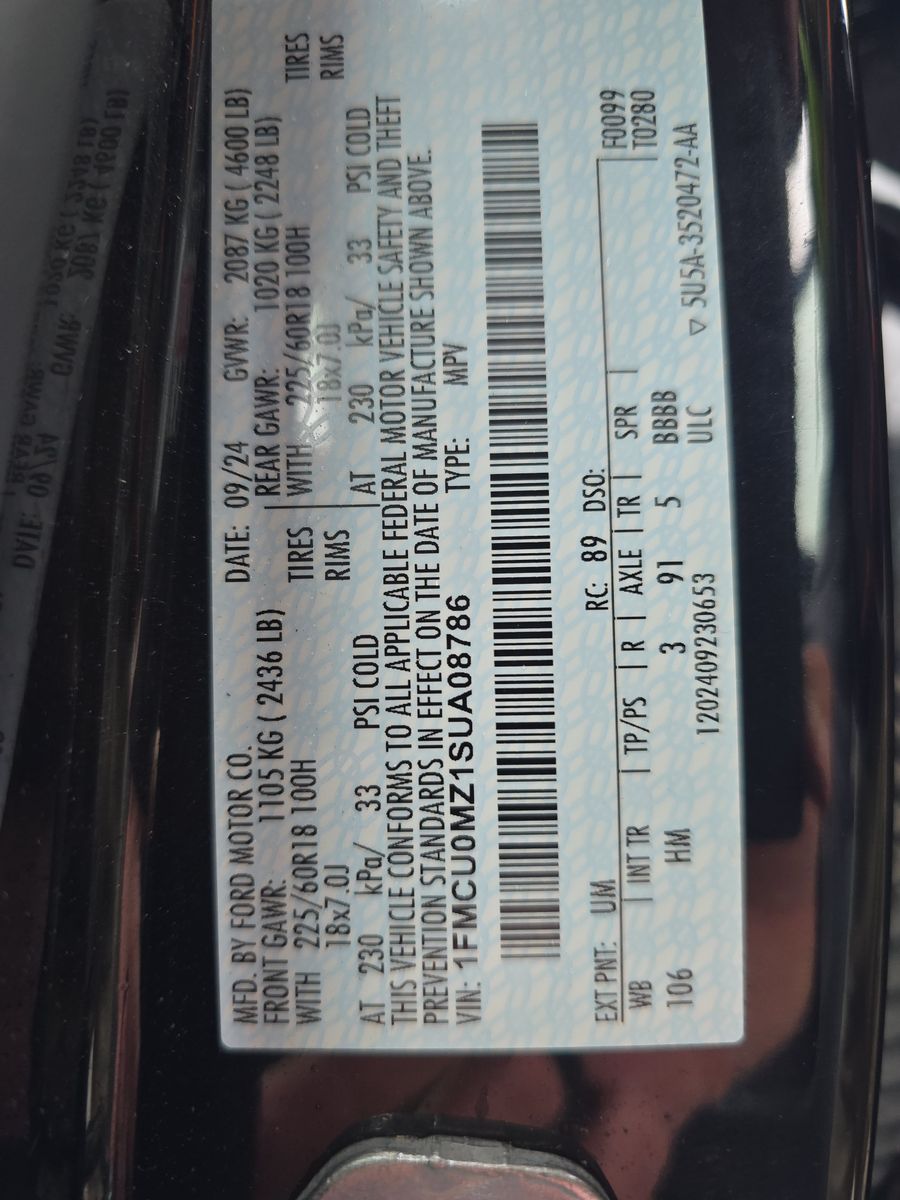 MFD. BY FORD MOTOR CO. DATE: 09/24 GVWR: 2087 KG ( 4600 LB)
FRONT GAWR: 1105 KG ( 2436 LB) REAR GAWR: 1020 KG ( 2248 LB)
WITH 225/60R18 100H TIRES WITH 225/60R18 100H TIRES
18x7.0J RIMS 18x7.0J RIMS
AT 230 kPa/ 33 PSI COLD AT 230 kPa/ 33 PSI COLD
THIS VEHICLE CONFORMS TO ALL APPLICABLE FEDERAL MOTOR VEHICLE SAFETY AND THEFT
PREVENTION STANDARDS IN EFFECT ON THE DATE OF MANUFACTURE SHOWN ABOVE.
VIN: 1FMCU0MZ1SUA08786 TYPE: MPV
EXT PNT: UM RC: 89 DSO: F0099
WB | INT TR | TP/PS | R | AXLE | TR | SPR | T0280
106 HM 3 91 5 BBBB
ULC
1202409230653 ▽ 5U5A-3520472-AA